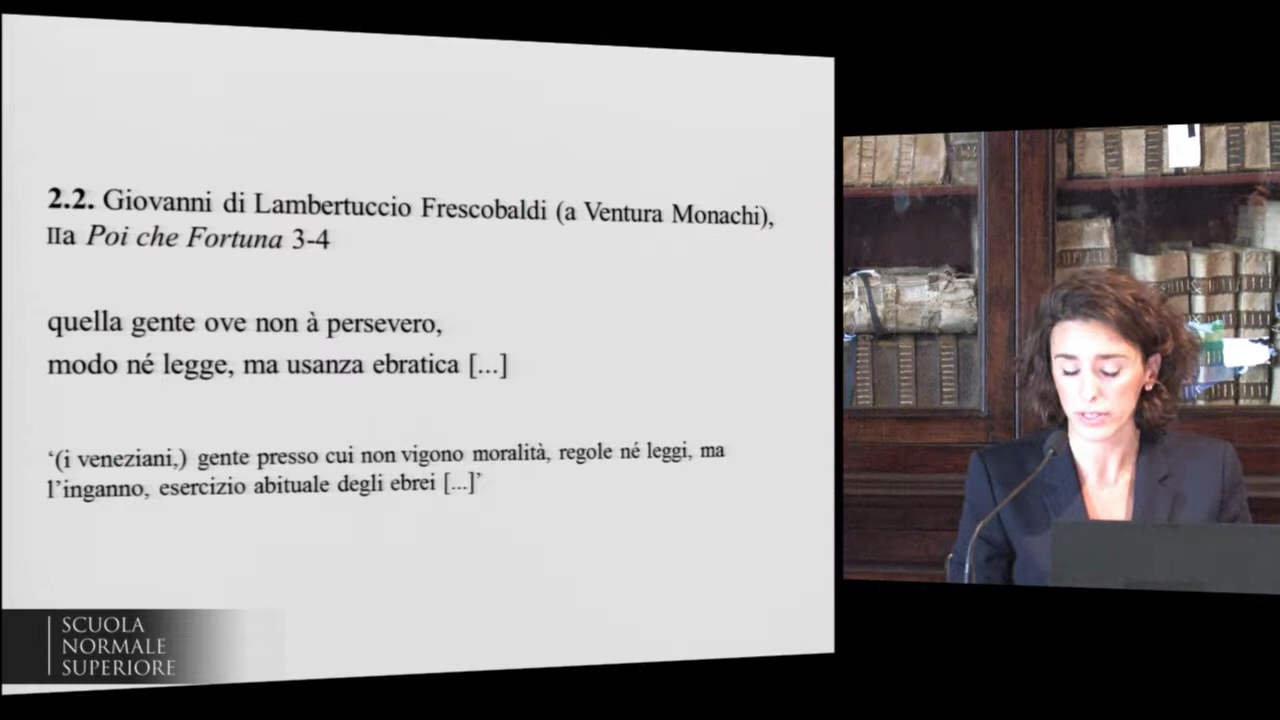 2.2. Giovanni di Lambertuccio Frescobaldi (a Ventura Monachi),
IIa Poi che Fortuna 3-4
quella gente ove non à persevero,
modo né legge, ma usanza ebratica [...]
‘(i veneziani,) gente presso cui non vigono moralità, regole né leggi, ma
l’inganno, esercizio abituale degli ebrei [...]’
SCUOLA
NORMALE
SUPERIORE